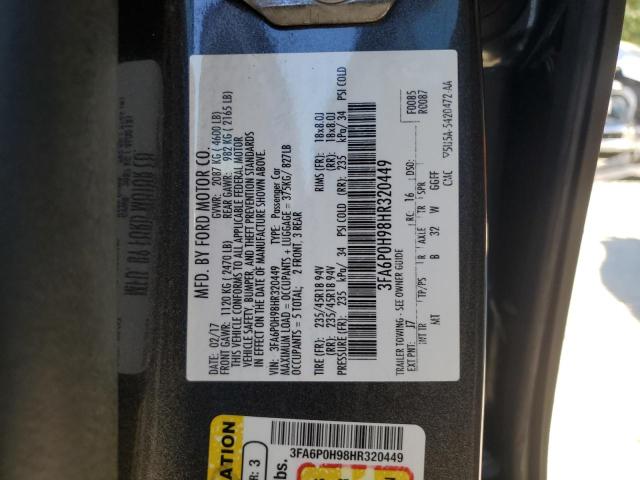 MFD. BY FORD MOTOR CO.
DATE: 02/17 GVWR: 2087 KG ( 4600 LB)
FRONT GAWR: 1120 KG ( 2470 LB) REAR GAWR: 982 KG ( 2165 LB)
THIS VEHICLE CONFORMS TO ALL APPLICABLE FEDERAL MOTOR
VEHICLE SAFETY, BUMPER, AND THEFT PREVENTION STANDARDS
IN EFFECT ON THE DATE OF MANUFACTURE SHOWN ABOVE.
VIN: 3FA6P0H98HR320449 TYPE: Passenger Car
MAXIMUM LOAD = OCCUPANTS + LUGGAGE = 375KG/ 827LB
OCCUPANTS = 5 TOTAL; 2 FRONT, 3 REAR
TIRE (FR): 235/45R18 94V RIMS (FR): 18x8.0J
(RR): 235/45R18 94V (RR): 18x8.0J
PRESSURE (FR): 235 kPa/ 34 PSI COLD (RR): 235 kPa/ 34 PSI COLD
3FA6P0H98HR320449
TRAILER TOWING - SEE OWNER GUIDE
F0085
R0087
EXT PNT: J7 RC: 16 DSO:
INT TR TP/PS R AXLE TR SPR
MT B 32 W GGFF
3FA6P0H98HR320449
ATION
R: 3
lbs.